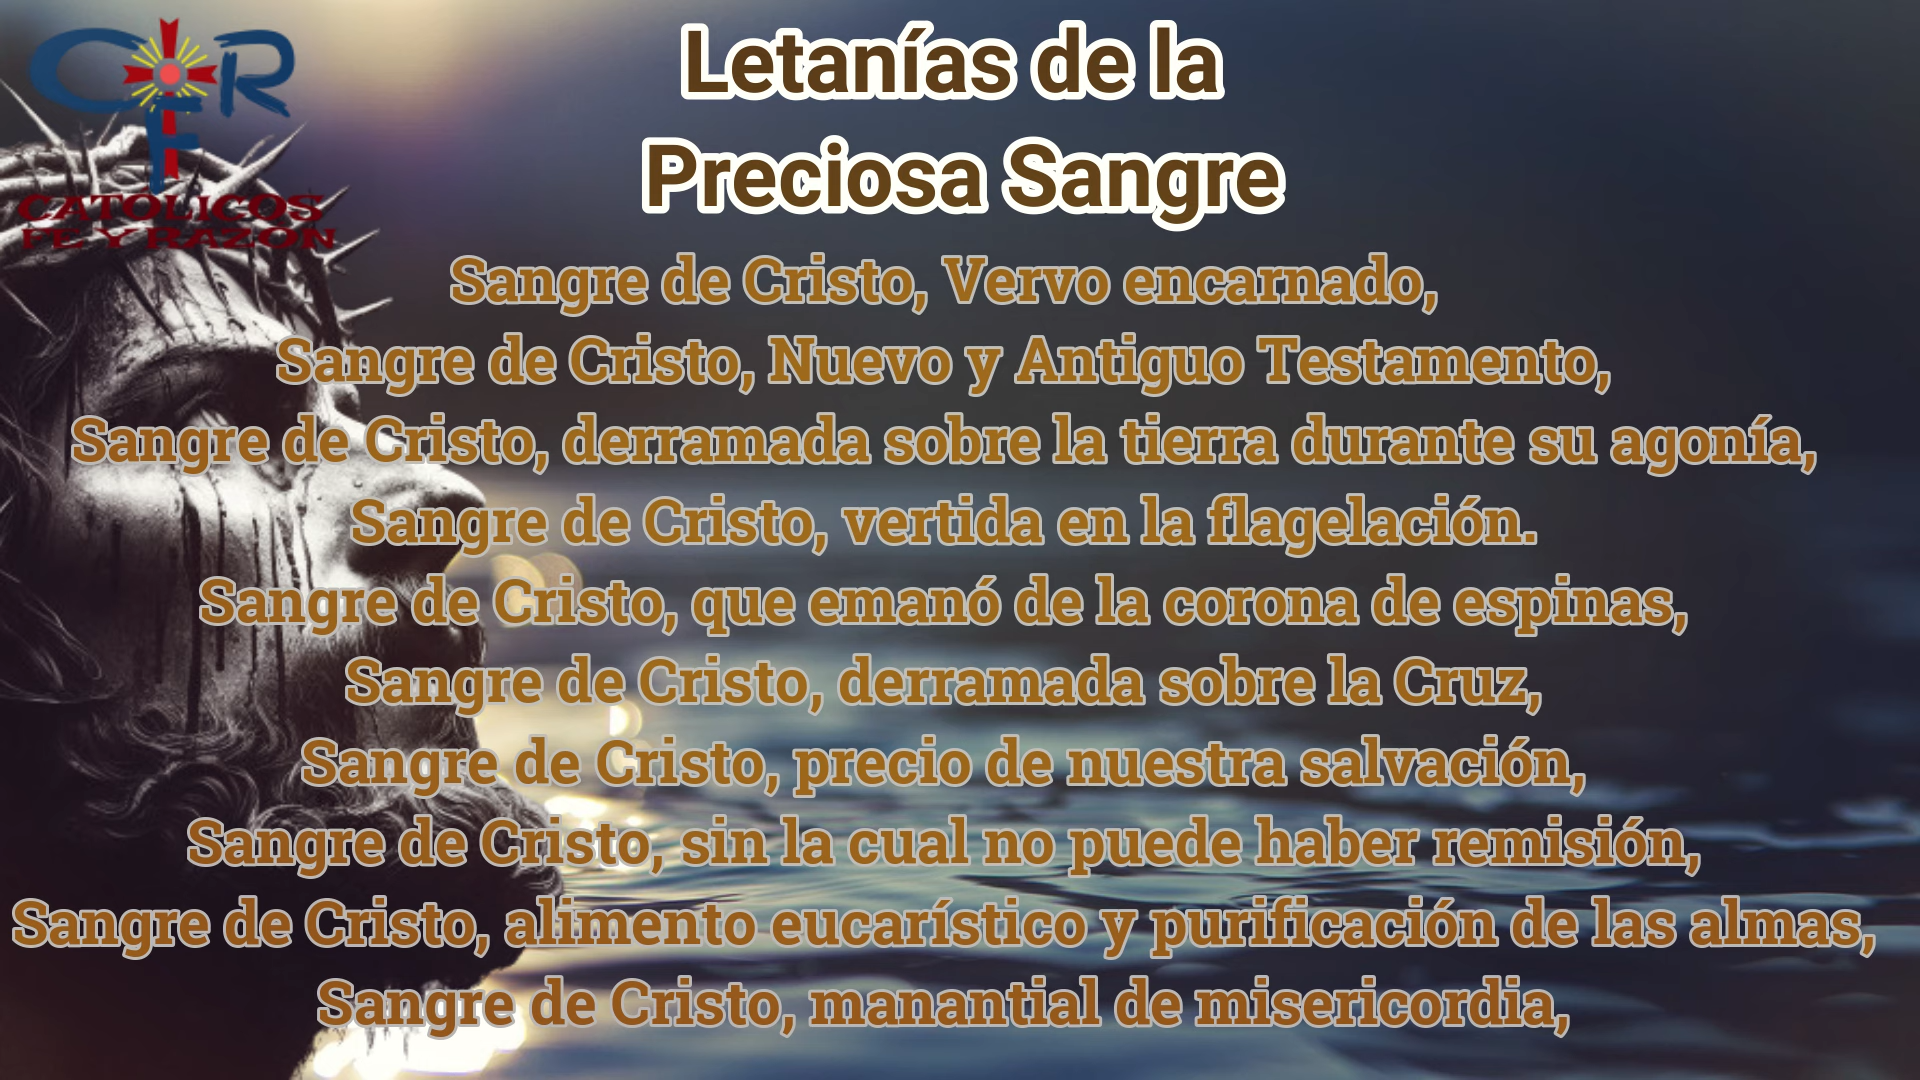 CFR
CATÓLICOS
FE Y RAZÓN
Letanías de la
Preciosa Sangre
Sangre de Cristo, Vervo encarnado,
Sangre de Cristo, Nuevo y Antiguo Testamento,
Sangre de Cristo, derramada sobre la tierra durante su agonía,
Sangre de Cristo, vertida en la flagelación.
Sangre de Cristo, que emanó de la corona de espinas,
Sangre de Cristo, derramada sobre la Cruz,
Sangre de Cristo, precio de nuestra salvación,
Sangre de Cristo, sin la cual no puede haber remisión,
Sangre de Cristo, alimento eucarístico y purificación de las almas,
Sangre de Cristo, manantial de misericordia,